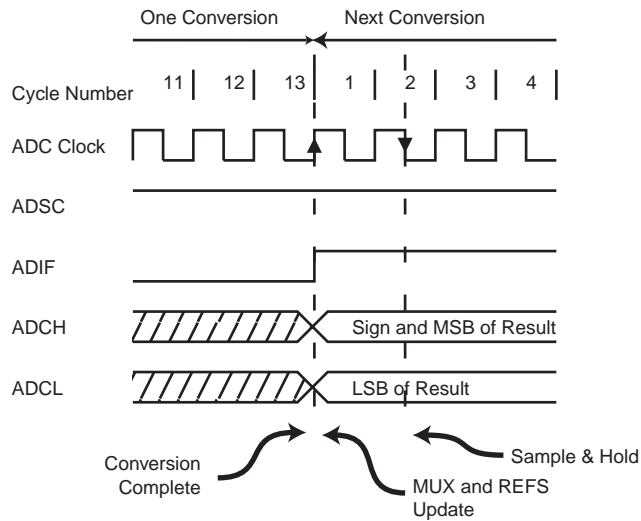 One Conversion Next Conversion
Cycle Number 11 12 13 1 2 3 4
ADC Clock
ADSC
ADIF
ADCH Sign and MSB of Result
ADCL LSB of Result
Conversion
Complete
MUX and REFS
Update
Sample & Hold